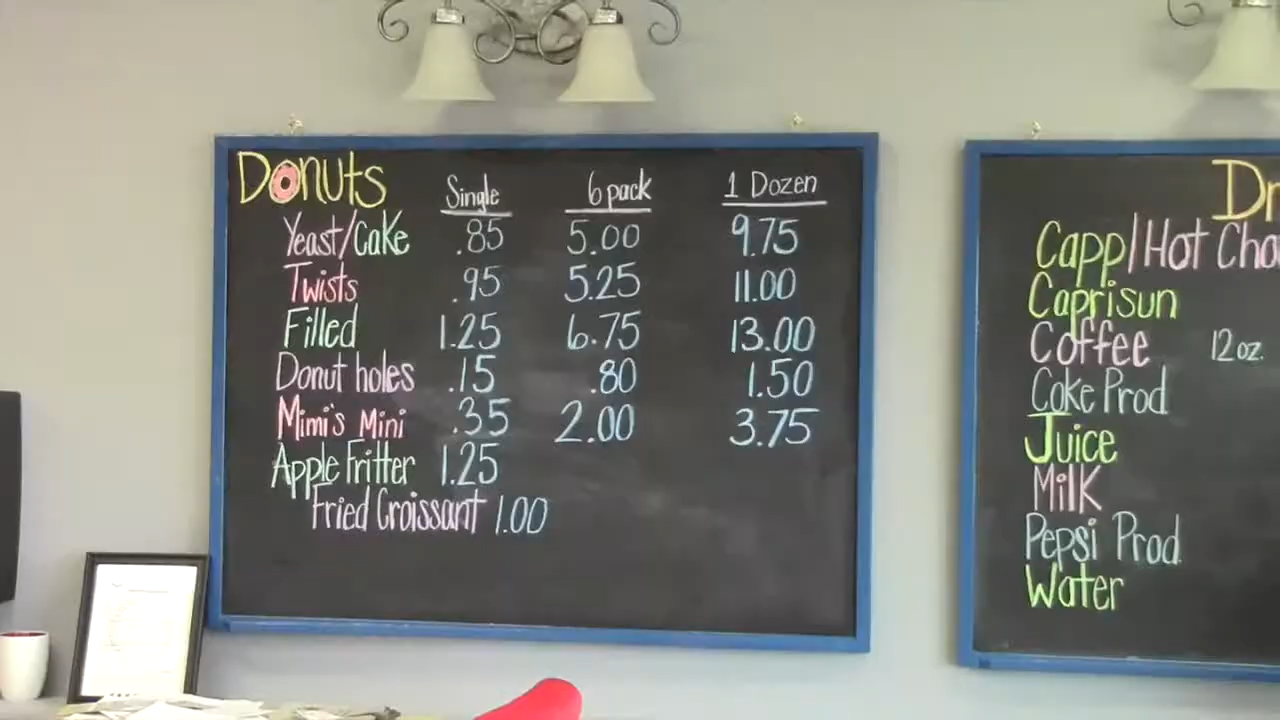 Donuts Single 6 pack 1 Dozen
Yeast/Cake .85 5.00 9.75
Twists .95 5.25 11.00
Filled 1.25 6.75 13.00
Donut holes .15 .80 1.50
Mimi's Mini .35 2.00 3.75
Apple Fritter 1.25
Fried Croissant 1.00
Dr
Capp/Hot Cho
Caprisun
Coffee 12 oz.
Coke Prod
Juice
Milk
Pepsi Prod
Water